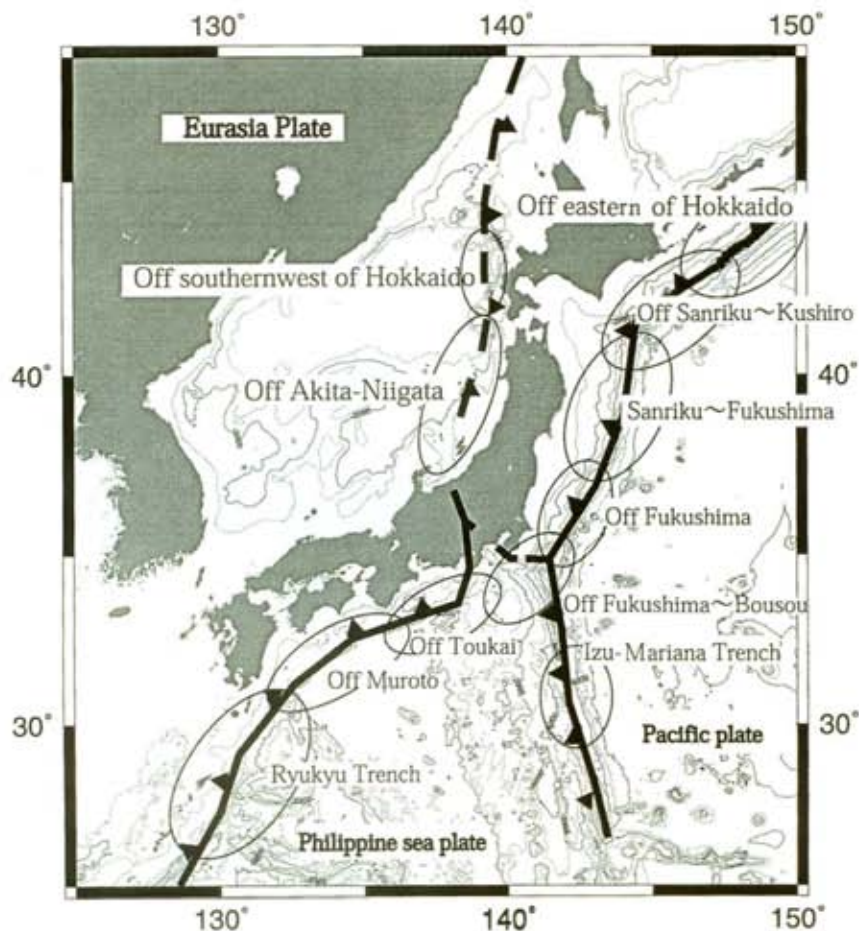 130°
140°
150°
Eurasia Plate
Off eastern of Hokkaido
Off southernwest of Hokkaido
Off Sanriku～Kushiro
40°
40°
Off Akita-Niigata
Sanriku～Fukushima
Off Fukushima
Off Fukushima～Bousou
Off Toukai
Izu-Mariana Trench
Off Muroto
30°
30°
Pacific plate
Ryukyu Trench
Philippine sea plate
130°
140°
150°